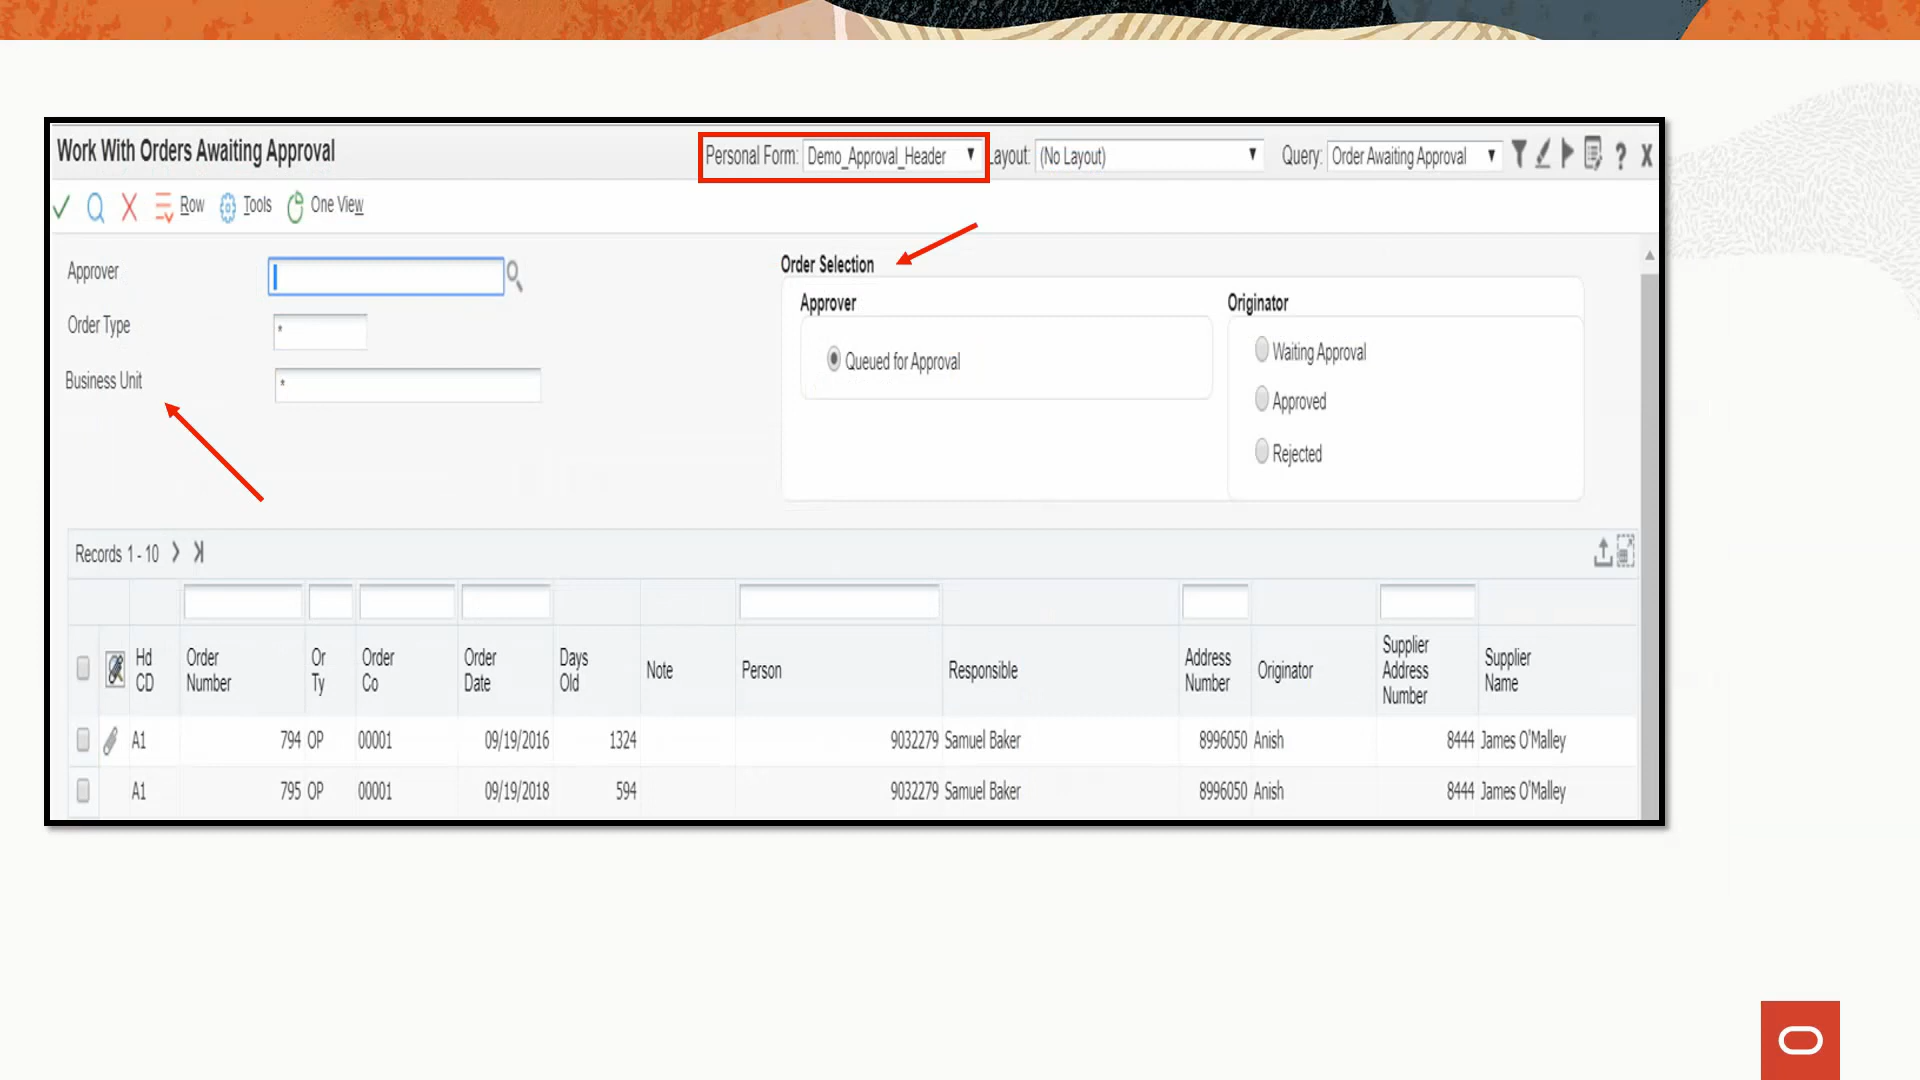 Work With Orders Awaiting Approval
Personal Form: Demo_Approval_Header
Layout: (No Layout)
Query: Order Awaiting Approval
Row Tools One View
Approver
Order Type *
Business Unit *
Order Selection
Approver
Queued for Approval
Originator
Waiting Approval
Approved
Rejected
Records 1 - 10
Hd CD Order Number Or Ty Order Co Order Date Days Old Note Person Responsible Address Number Originator Supplier Address Number Supplier Name
A1 794 OP 00001 09/19/2016 1324 9032279 Samuel Baker 8996050 Anish 8444 James O'Malley
A1 795 OP 00001 09/19/2018 594 9032279 Samuel Baker 8996050 Anish 8444 James O'Malley